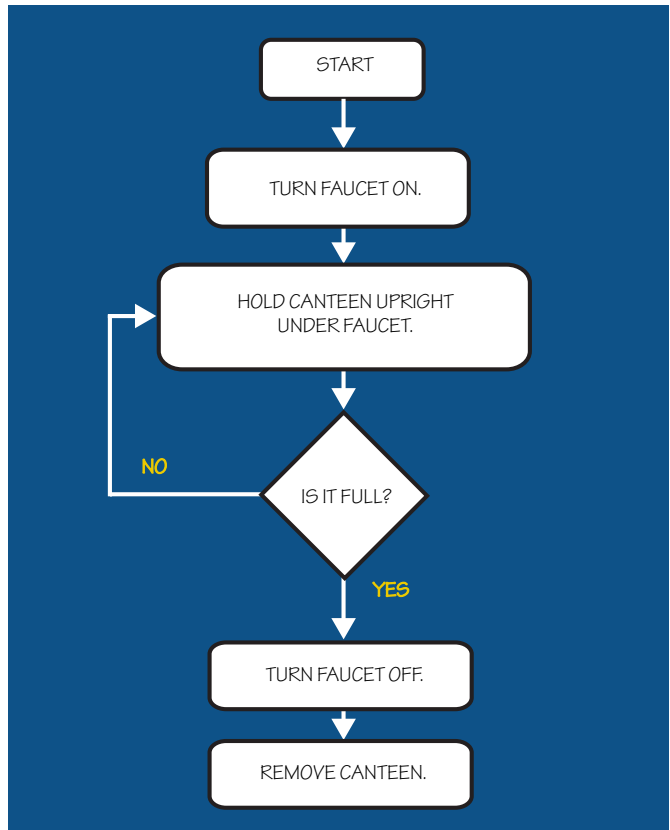 START
TURN FAUCET ON.
HOLD CANTEEN UPRIGHT
UNDER FAUCET.
IS IT FULL?
NO
YES
TURN FAUCET OFF.
REMOVE CANTEEN.